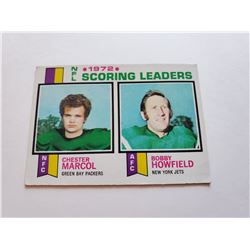 NFL
★1972★
SCORING LEADERS
NFC
CHESTER
MARCOL
GREEN BAY PACKERS
AFC
BOBBY
HOWFIELD
NEW YORK JETS